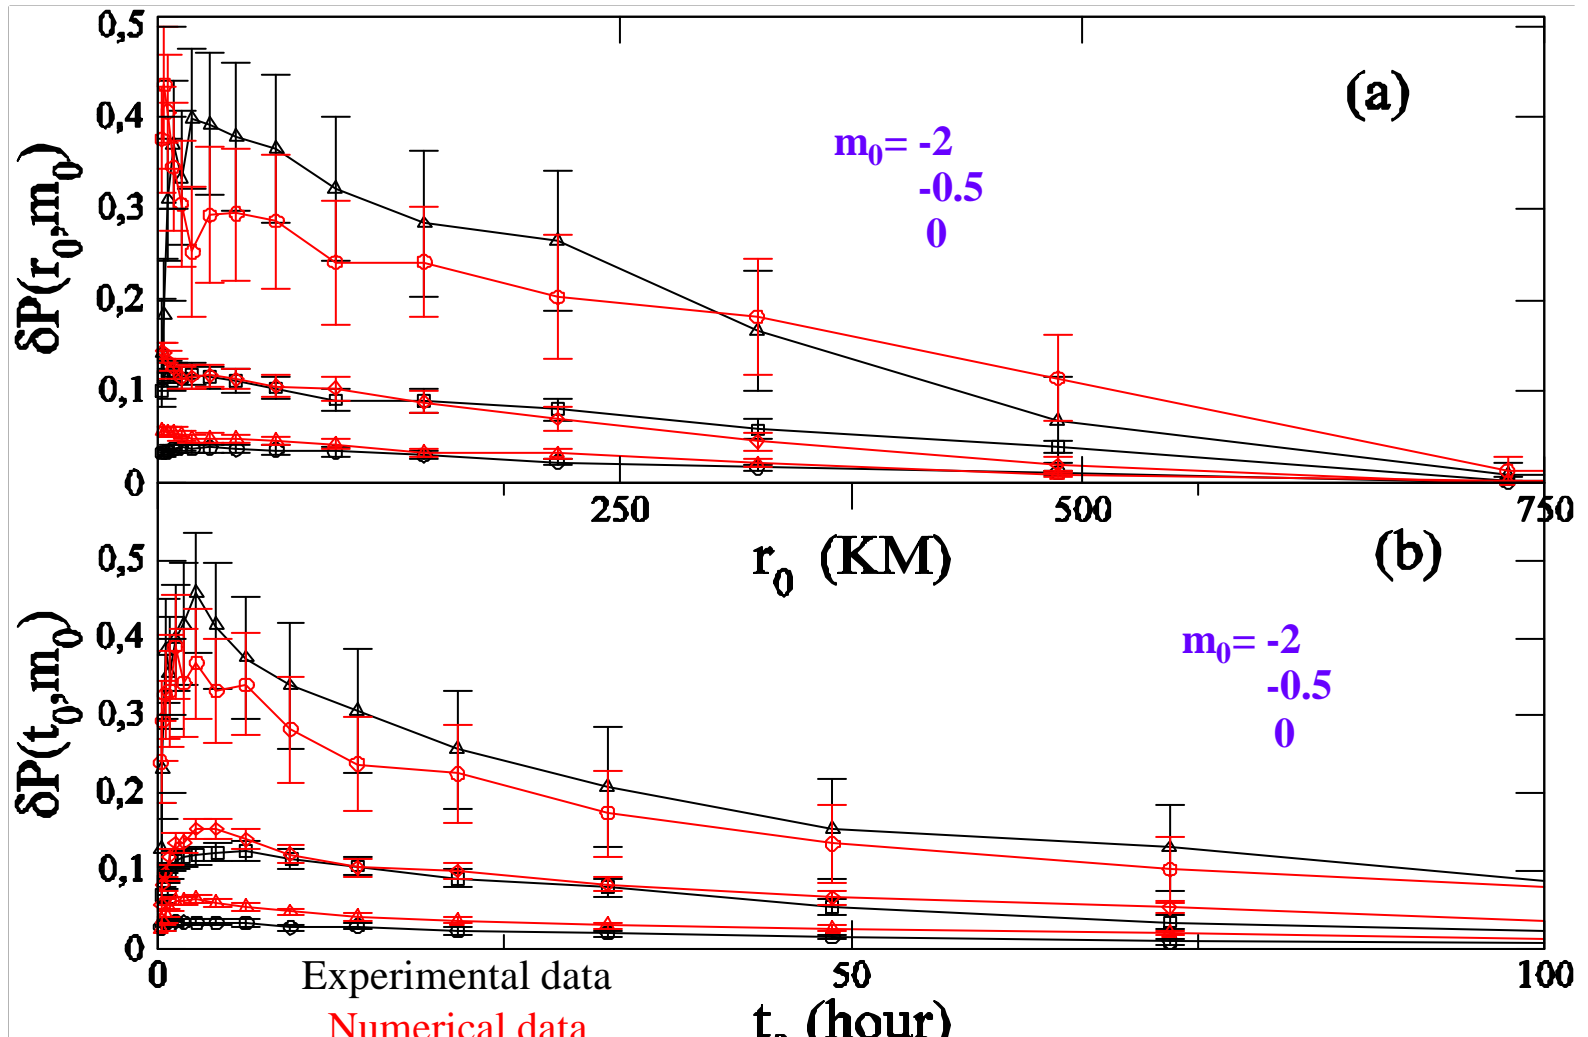 0,5
(a)
0,4
m0= -2
-0.5
0,3
0
0,2
0,1
0
250
500
750
δP(r0,m0)
r0 (KM)
(b)
0,5
0,4
m0= -2
-0.5
0,3
0
0,2
0,1
0
δP(t0,m0)
0
50
100
Experimental data
Numerical data
(hour)